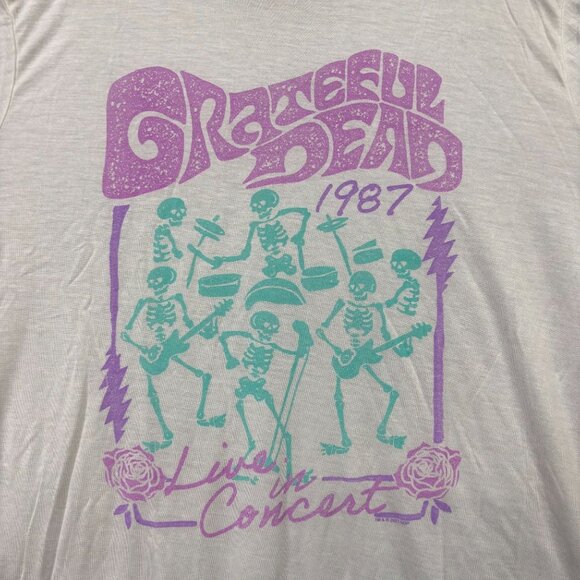 GRATEFUL
DEAD
1987
Live in
Concert